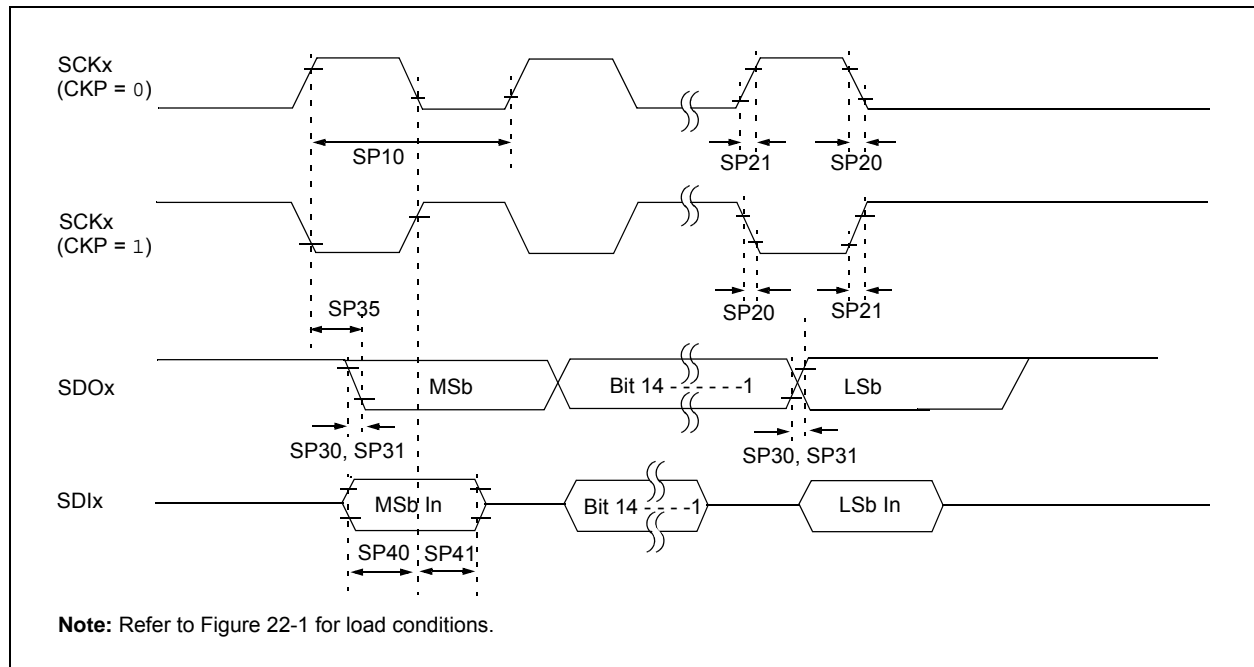 SCKx
(CKP = 0)
SP10
SP21
SP20
SCKx
(CKP = 1)
SP35
SP20
SP21
SDOx
MSb
Bit 14 - - - - - -1
LSb
SP30, SP31
SP30, SP31
SDIx
MSb In
Bit 14 - - - -1
LSb In
SP40
SP41
Note: Refer to Figure 22-1 for load conditions.